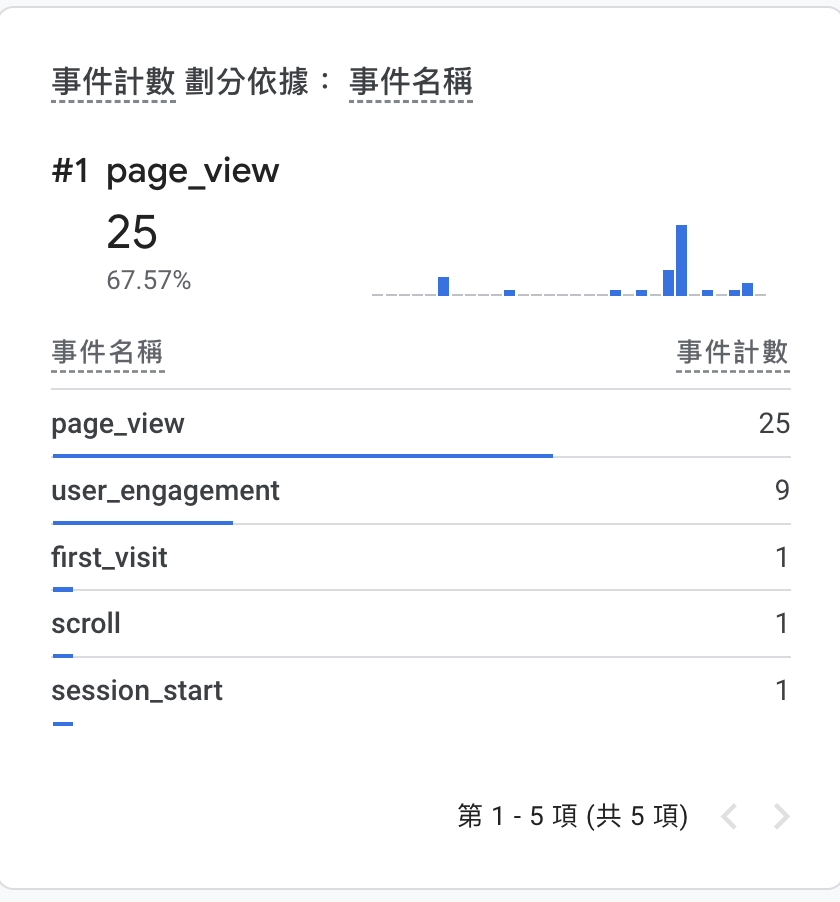 事件計數 劃分依據： 事件名稱
#1 page_view
25
67.57%
事件名稱 事件計數
page_view 25
user_engagement 9
first_visit 1
scroll 1
session_start 1
第 1 - 5 項 (共 5 項)